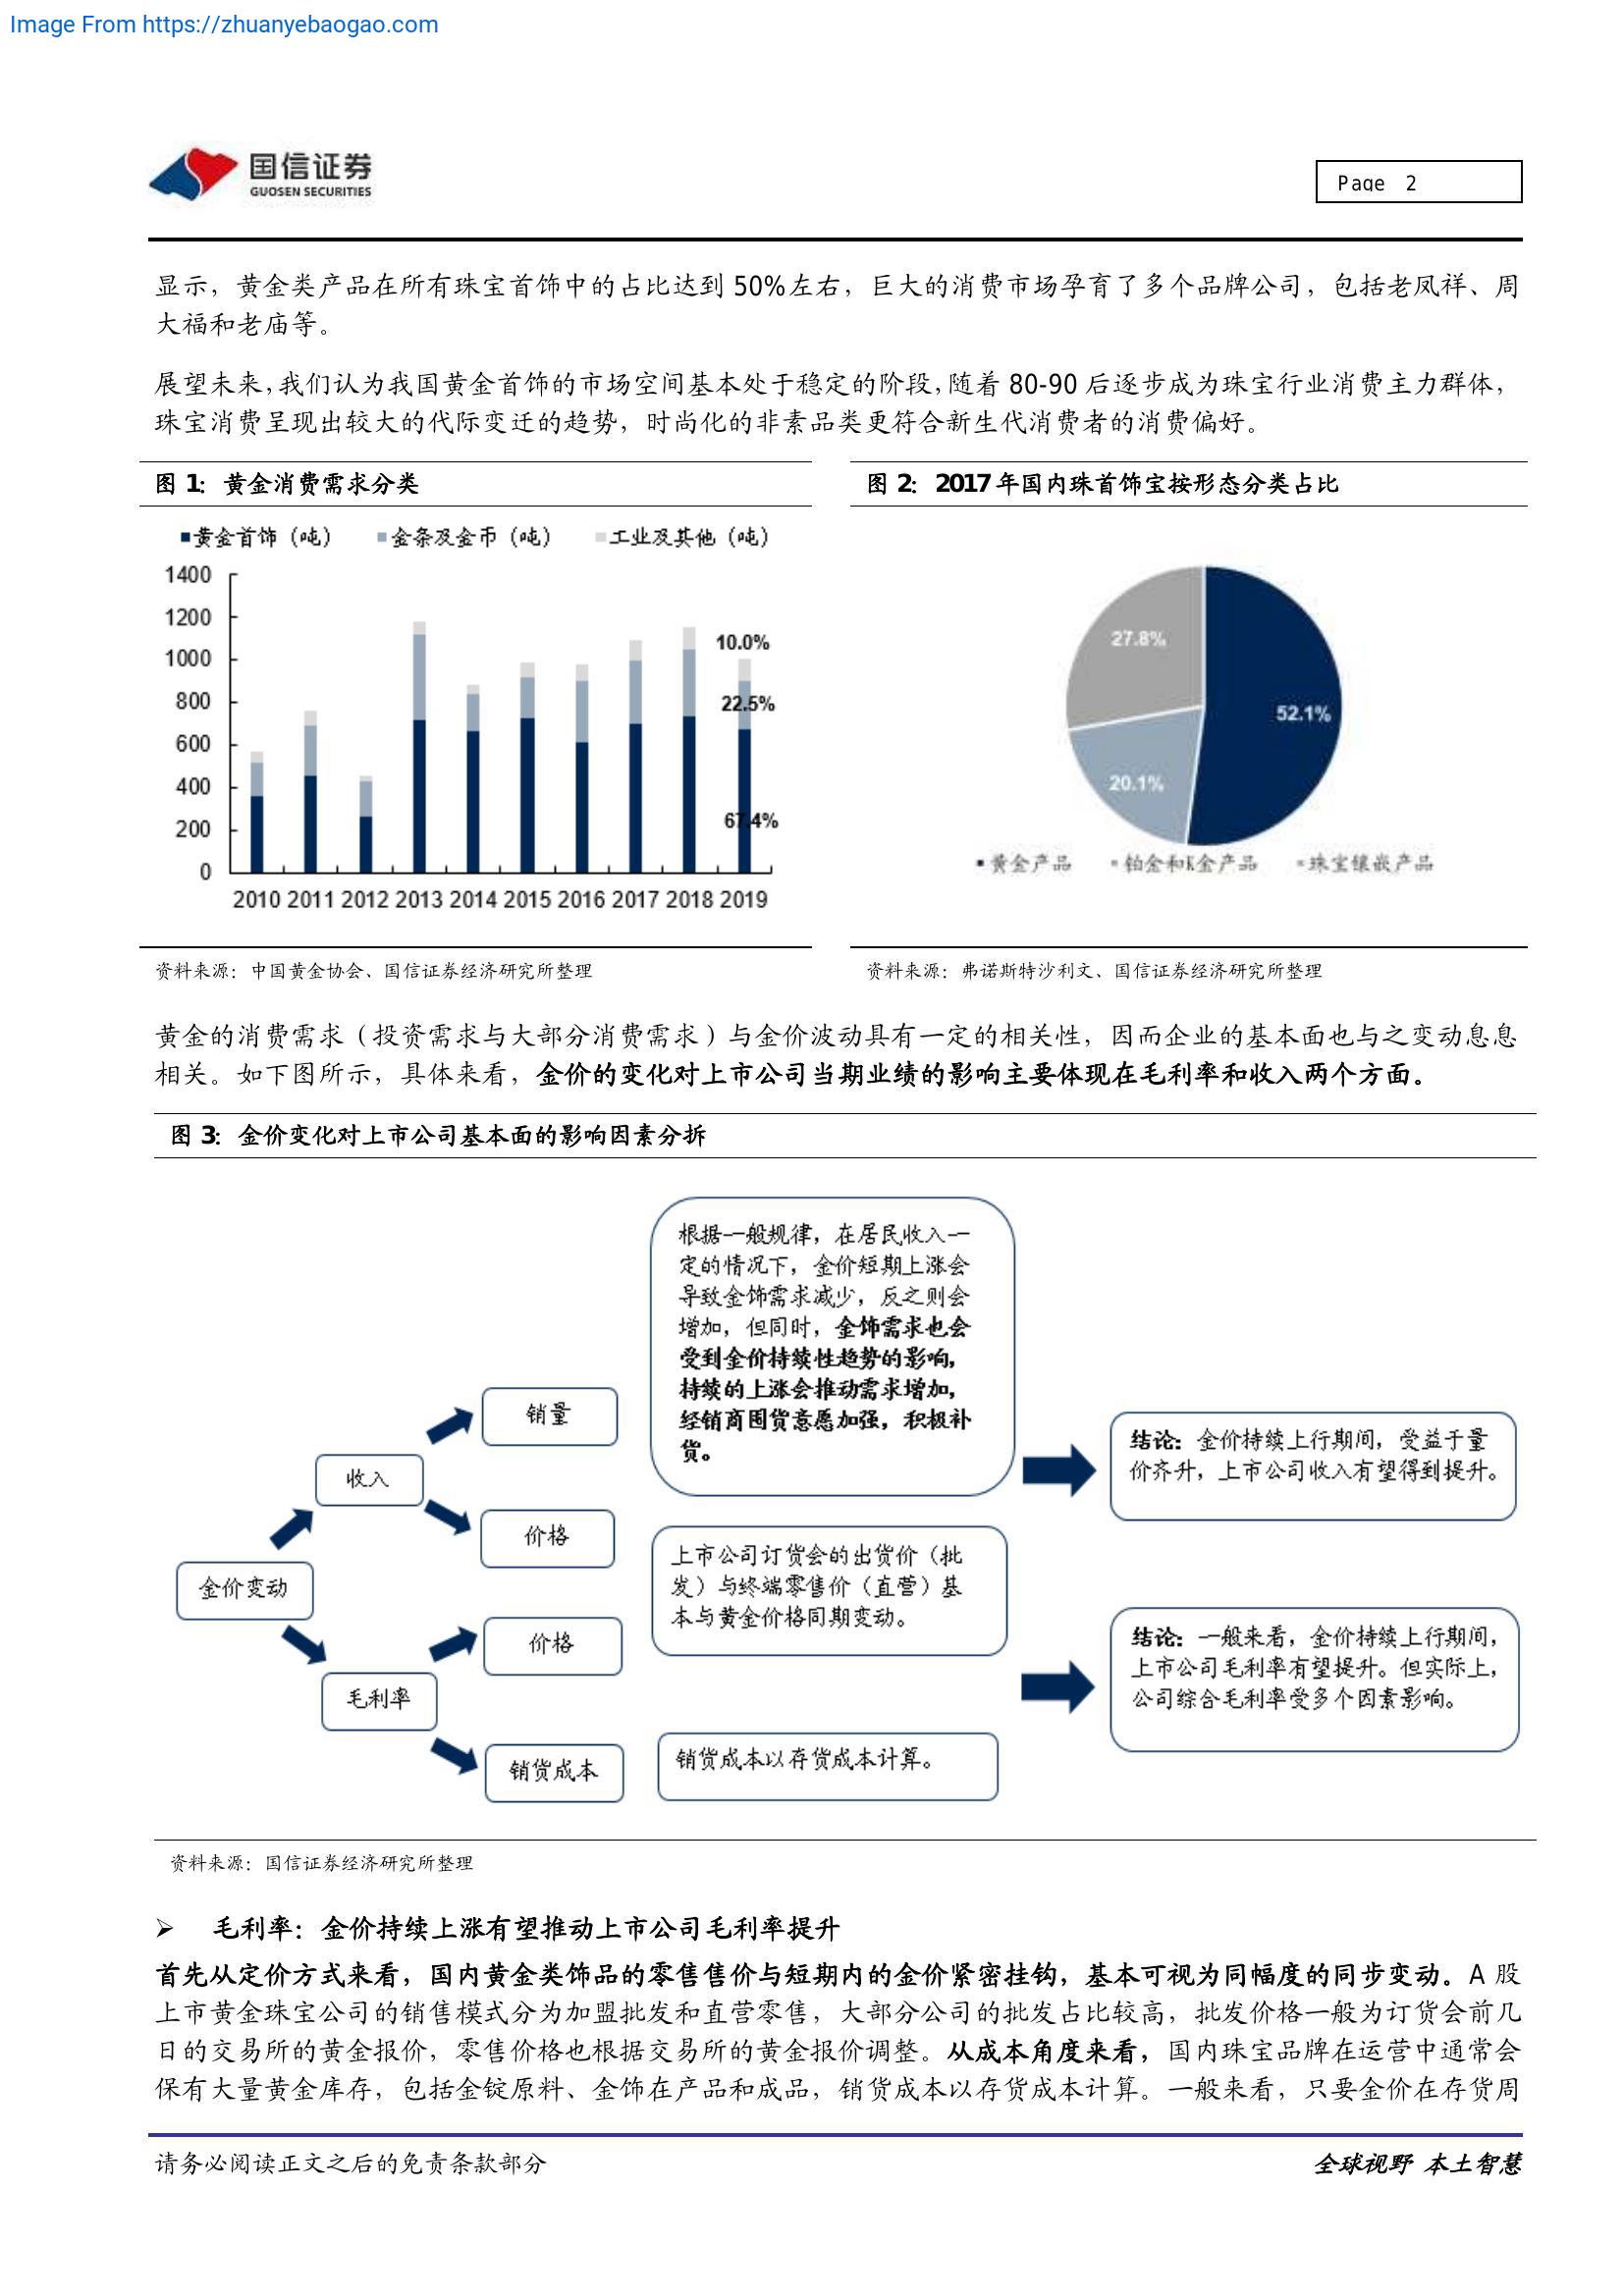 Image From https://zhuanyebaogao.com
国信证券
GUOSEN SECURITIES
Page 2
显示，黄金类产品在所有珠宝首饰中的占比达到 50%左右，巨大的消费市场孕育了多个品牌公司，包括老凤祥、周
大福和老庙等。
展望未来，我们认为我国黄金首饰的市场空间基本处于稳定的阶段，随着 80-90 后逐步成为珠宝行业消费主力群体，
珠宝消费呈现出较大的代际变迁的趋势，时尚化的非素品类更符合新生代消费者的消费偏好。
图 1：黄金消费需求分类
黄金首饰（吨） 金条及金币（吨） 工业及其他（吨）
1400
1200
1000
800
600
400
200
0
10.0%
22.5%
67.4%
2010 2011 2012 2013 2014 2015 2016 2017 2018 2019
资料来源：中国黄金协会、国信证券经济研究所整理
图 2：2017 年国内珠首饰宝按形态分类占比
27.8%
52.1%
20.1%
黄金产品 铂金和K金产品 珠宝镶嵌产品
资料来源：弗诺斯特沙利文、国信证券经济研究所整理
黄金的消费需求（投资需求与大部分消费需求）与金价波动具有一定的相关性，因而企业的基本面也与之变动息息
相关。如下图所示，具体来看，金价的变化对上市公司当期业绩的影响主要体现在毛利率和收入两个方面。
图 3：金价变化对上市公司基本面的影响因素分拆
金价变动
收入
毛利率
销量
价格
价格
销货成本
根据一般规律，在居民收入一
定的情况下，金价短期上涨会
导致金饰需求减少，反之则会
增加，但同时，金饰需求也会
受到金价持续性趋势的影响，
持续的上涨会推动需求增加，
经销商囤货意愿加强，积极补
货。
上市公司订货会的出货价（批
发）与终端零售价（直营）基
本与黄金价格同期变动。
销货成本以存货成本计算。
结论：金价持续上行期间，受益于量
价齐升，上市公司收入有望得到提升。
结论：一般来看，金价持续上行期间，
上市公司毛利率有望提升。但实际上，
公司综合毛利率受多个因素影响。
资料来源：国信证券经济研究所整理
➢ 毛利率：金价持续上涨有望推动上市公司毛利率提升
首先从定价方式来看，国内黄金类饰品的零售售价与短期内的金价紧密挂钩，基本可视为同幅度的同步变动。A 股
上市黄金珠宝公司的销售模式分为加盟批发和直营零售，大部分公司的批发占比较高，批发价格一般为订货会前几
日的交易所的黄金报价，零售价格也根据交易所的黄金报价调整。从成本角度来看，国内珠宝品牌在运营中通常会
保有大量黄金库存，包括金锭原料、金饰在产品和成品，销货成本以存货成本计算。一般来看，只要金价在存货周
请务必阅读正文之后的免责条款部分
全球视野 本土智慧